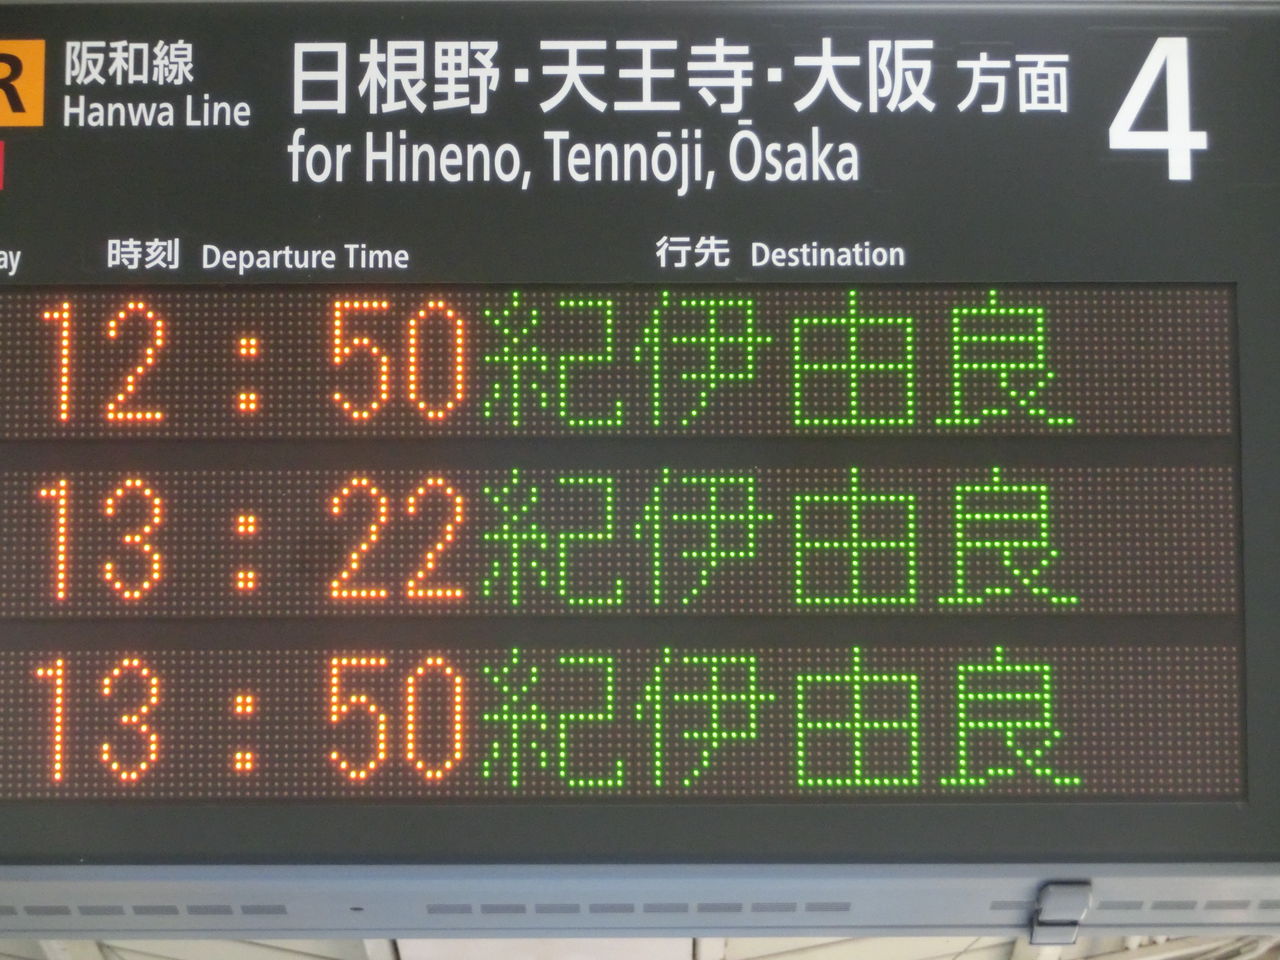 R 阪和線 日根野・天王寺・大阪 方面 4
Hanwa Line for Hineno, Tennōji, Ōsaka
時刻 Departure Time 行先 Destination
12:50 紀伊由良
13:22 紀伊由良
13:50 紀伊由良